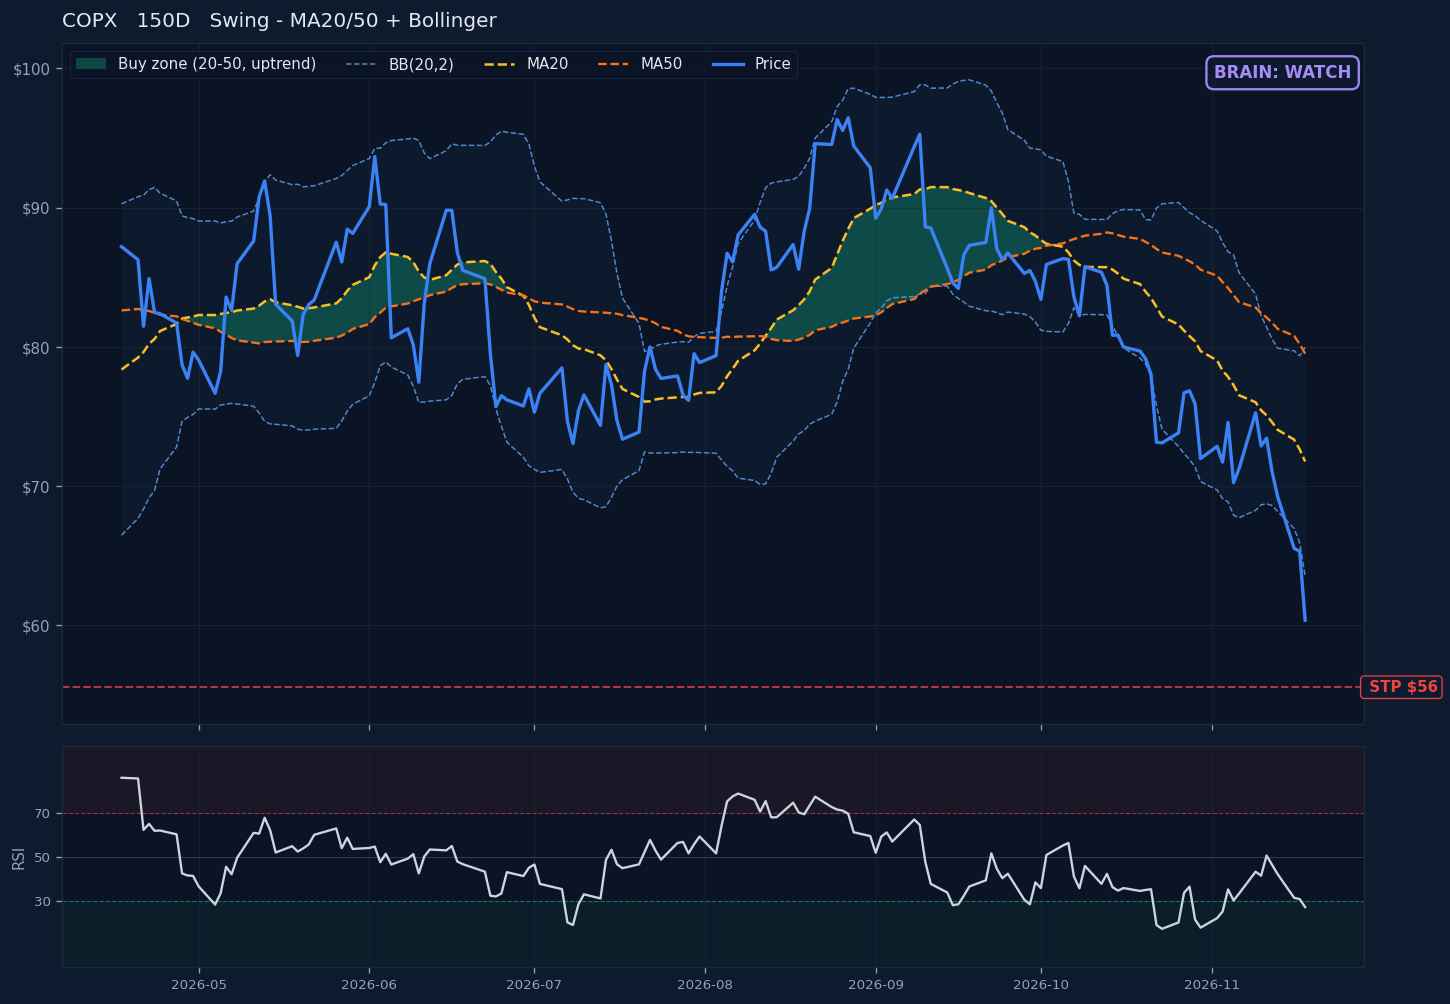 COPX 150D Swing - MA20/50 + Bollinger
Buy zone (20-50, uptrend) BB(20,2) MA20 MA50 Price
BRAIN: WATCH
$100
$90
$80
$70
$60
STP $56
RSI
70
50
30
2026-05 2026-06 2026-07 2026-08 2026-09 2026-10 2026-11